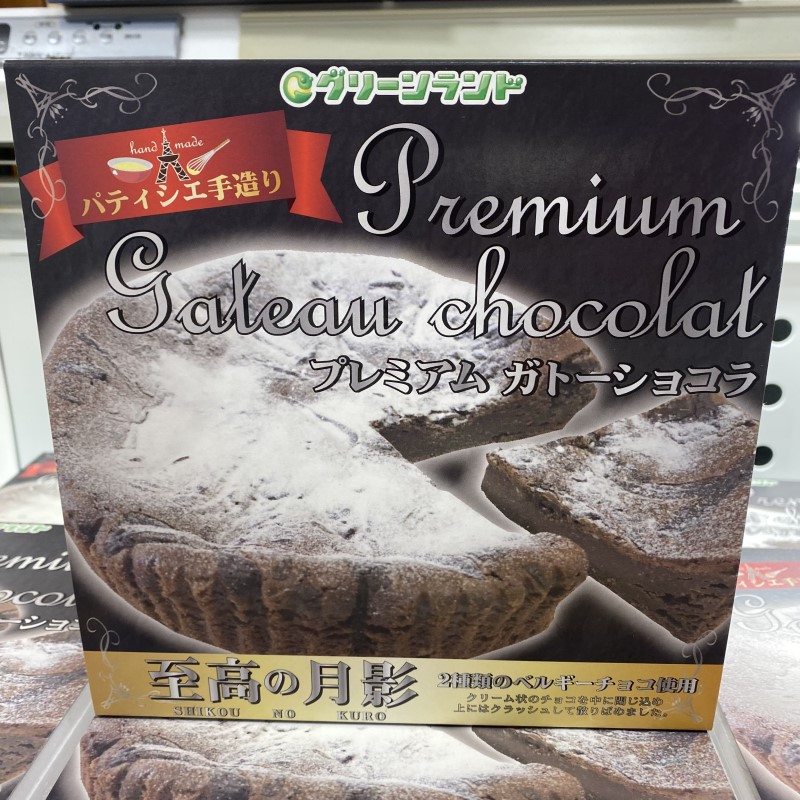 グリーンランド
hand made
パティシエ手造り
Premium
Gateau chocolat
プレミアム ガトーショコラ
至高の月影
SHIKOU NO KURO
2種類のベルギーチョコ使用
クリーム状のチョコを中に閉じ込め
上にはクラッシュして散りばめました。